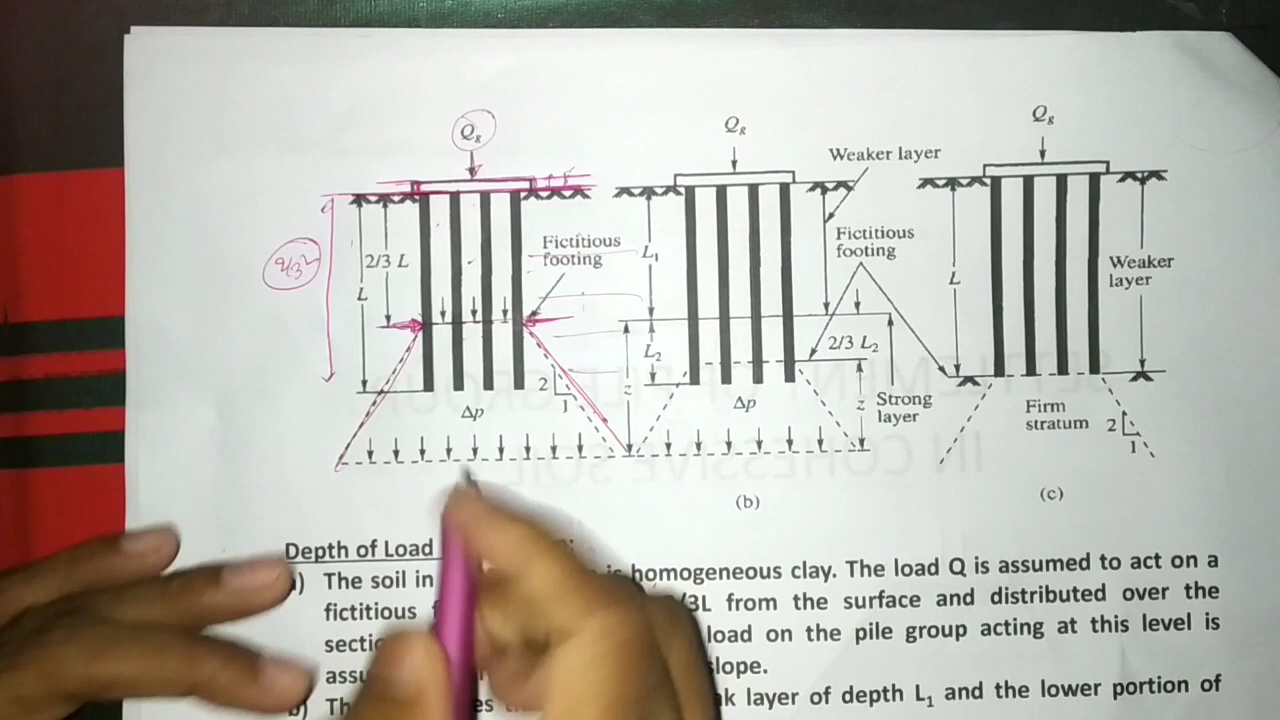 Qg
Qg
Qg
Weaker layer
2/3 L
L
Fictitious
footing
L1
Fictitious
footing
L
Weaker
layer
L2
2/3 L2
z
2
1
Δp
Δp
z
Strong
layer
Firm
stratum
2
1
(b)
(c)
Depth of Load
a) The soil in is homogeneous clay. The load Q is assumed to act on a
fictitious /3L from the surface and distributed over the
load on the pile group acting at this level is
slope.
b) layer of depth L1 and the lower portion of